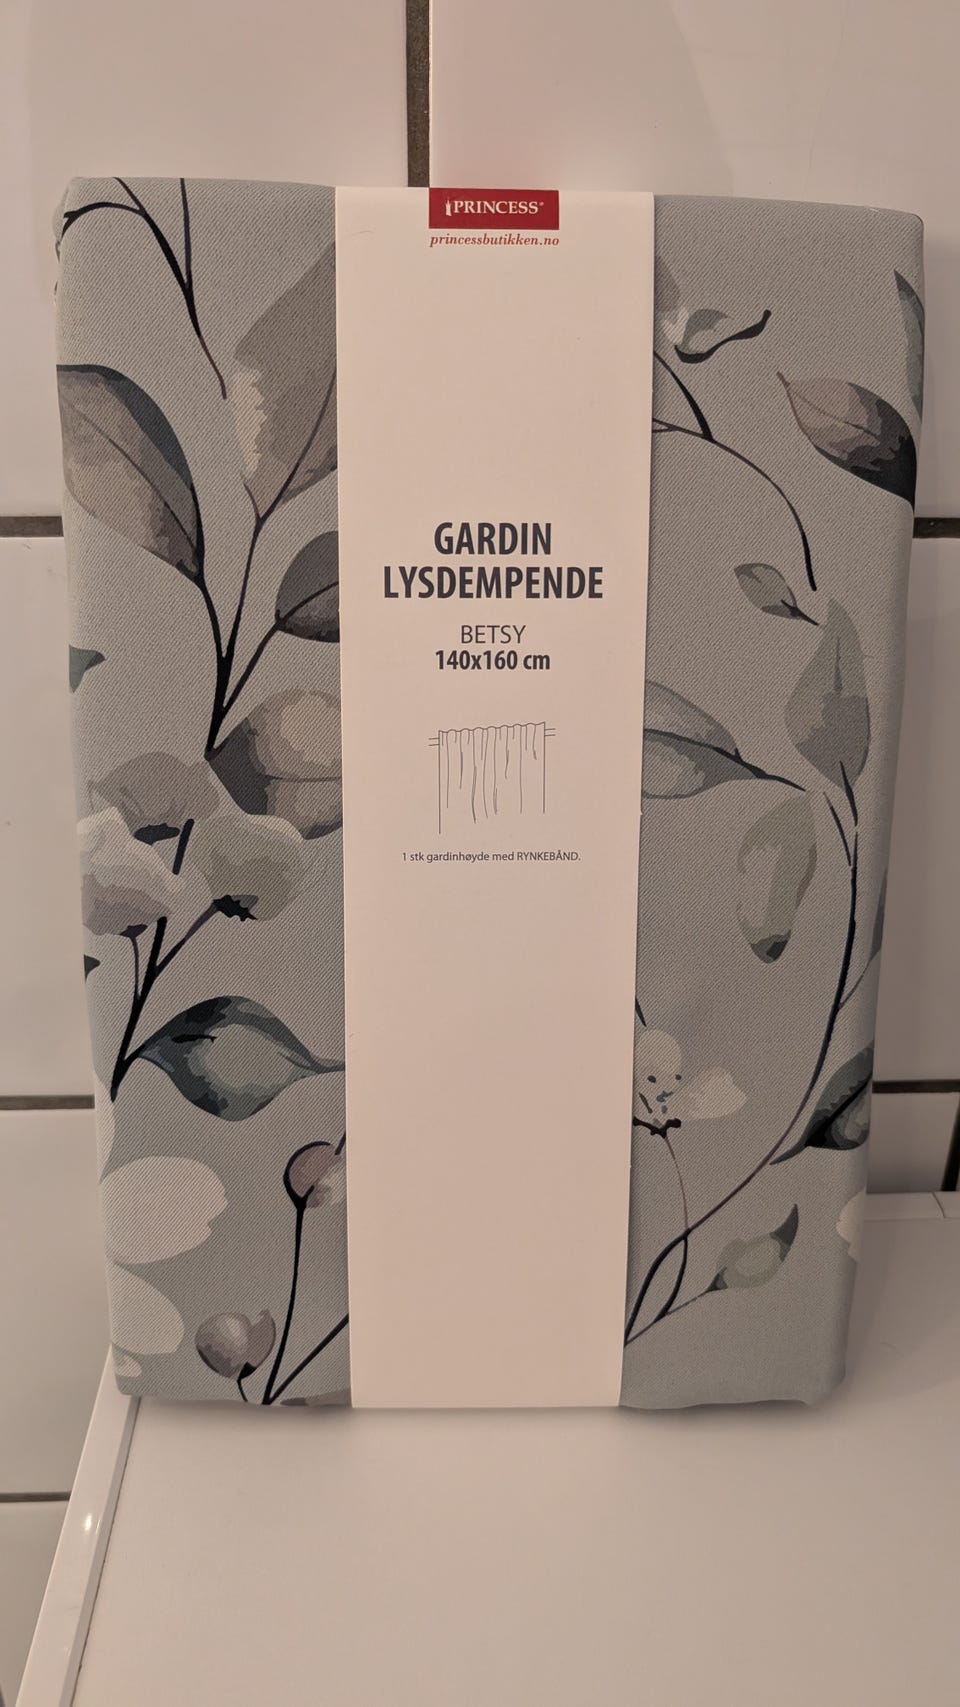 PRINCESS®
princessbutikken.no
GARDIN
LYSDEMPENDE
BETSY
140x160 cm
1 stk gardinhøyde med RYNKEBÅND.